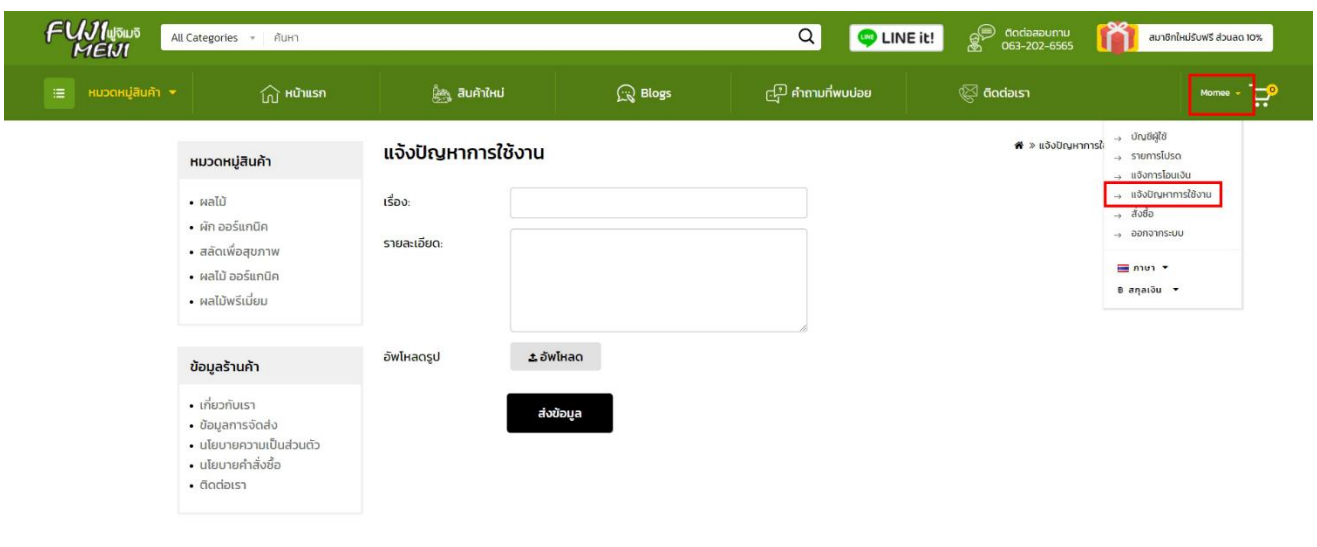 FUJI ฟูจิเมจิ
MEIJI
All Categories
ค้นหา
LINE it!
ติดต่อสอบถาม
063-202-6565
สมาชิกใหม่รับฟรี ส่วนลด 10%
หมวดหมู่สินค้า
หน้าแรก
สินค้าใหม่
Blogs
คำถามที่พบบ่อย
ติดต่อเรา
Momee
0
หมวดหมู่สินค้า
• ผลไม้
• ผัก ออร์แกนิค
• สลัดเพื่อสุขภาพ
• ผลไม้ ออร์แกนิค
• ผลไม้พรีเมี่ยม
ข้อมูลร้านค้า
• เกี่ยวกับเรา
• ข้อมูลการจัดส่ง
• นโยบายความเป็นส่วนตัว
• นโยบายคำสั่งซื้อ
• ติดต่อเรา
แจ้งปัญหาการใช้งาน
เรื่อง:
รายละเอียด:
อัพโหลดรูป
อัพโหลด
ส่งข้อมูล
» แจ้งปัญหาการใ
→ บัญชีผู้ใช้
→ รายการโปรด
→ แจ้งการโอนเงิน
→ แจ้งปัญหาการใช้งาน
→ สั่งซื้อ
→ ออกจากระบบ
ภาษา
฿ สกุลเงิน